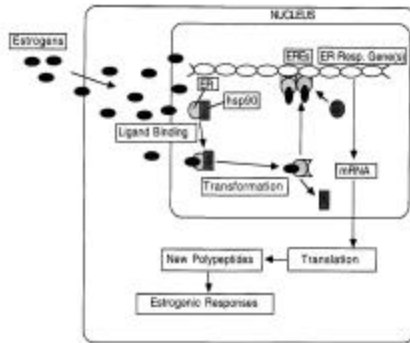 NUCLEUS
Estrogens
EREs
ER Resp. Gene(s)
ER
hsp90
Ligand Binding
mRNA
Transformation
New Polypeptides
Translation
Estrogenic Responses